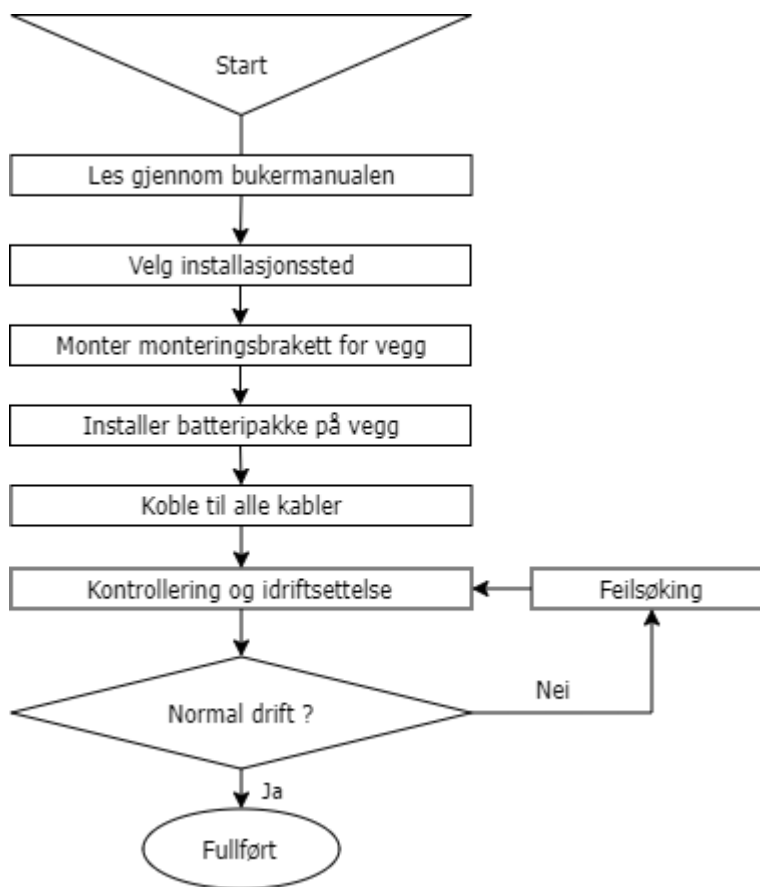 Start
Les gjennom bukermanualen
Velg installasjonssted
Monter monteringsbrakett for vegg
Installer batteripakke på vegg
Koble til alle kabler
Kontrollering og idriftsettelse
Feilsøking
Normal drift ?
Nei
Ja
Fullført